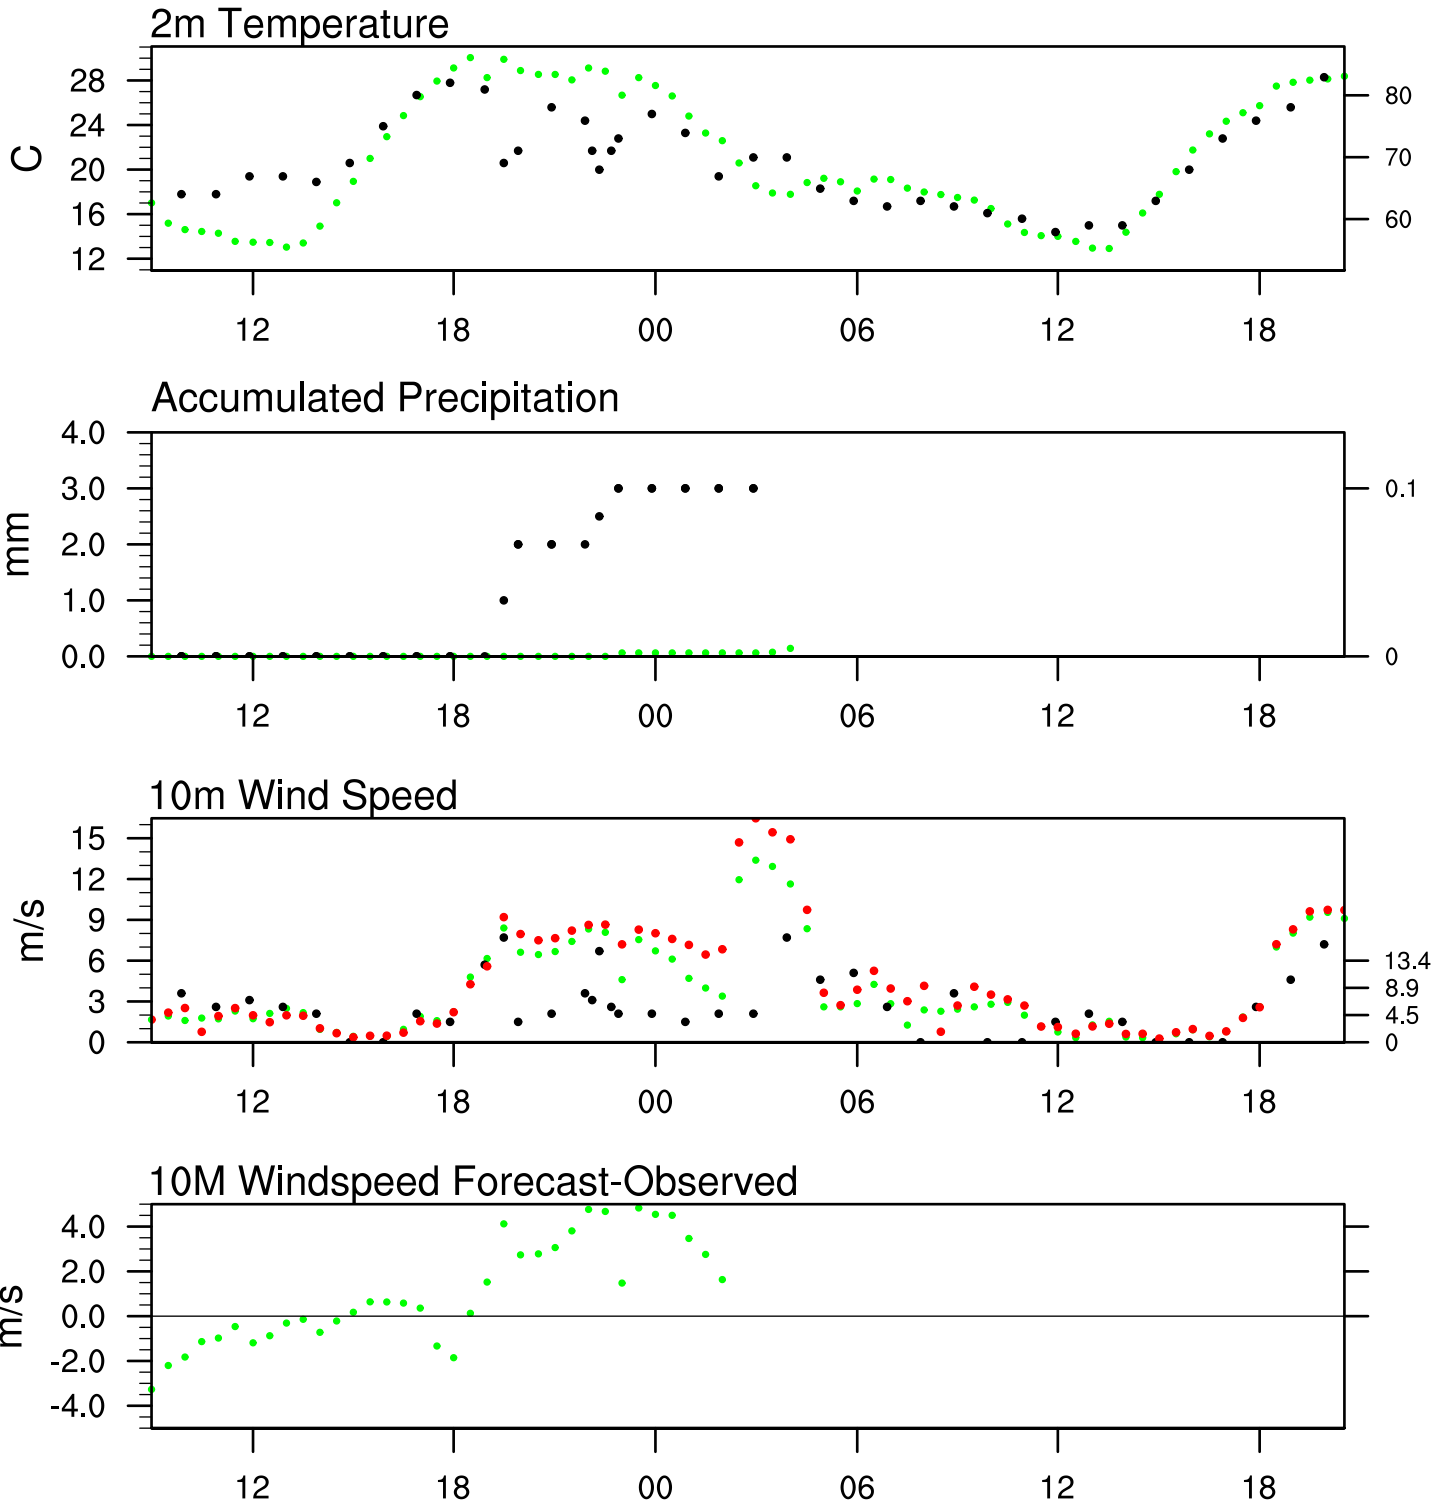 2m Temperature
C
28
24
20
16
12
80
70
60
12 18 00 06 12 18
Accumulated Precipitation
mm
4.0
3.0
2.0
1.0
0.0
0.1
0
12 18 00 06 12 18
10m Wind Speed
m/s
15
12
9
6
3
0
13.4
8.9
4.5
0
12 18 00 06 12 18
10M Windspeed Forecast-Observed
m/s
4.0
2.0
0.0
-2.0
-4.0
12 18 00 06 12 18